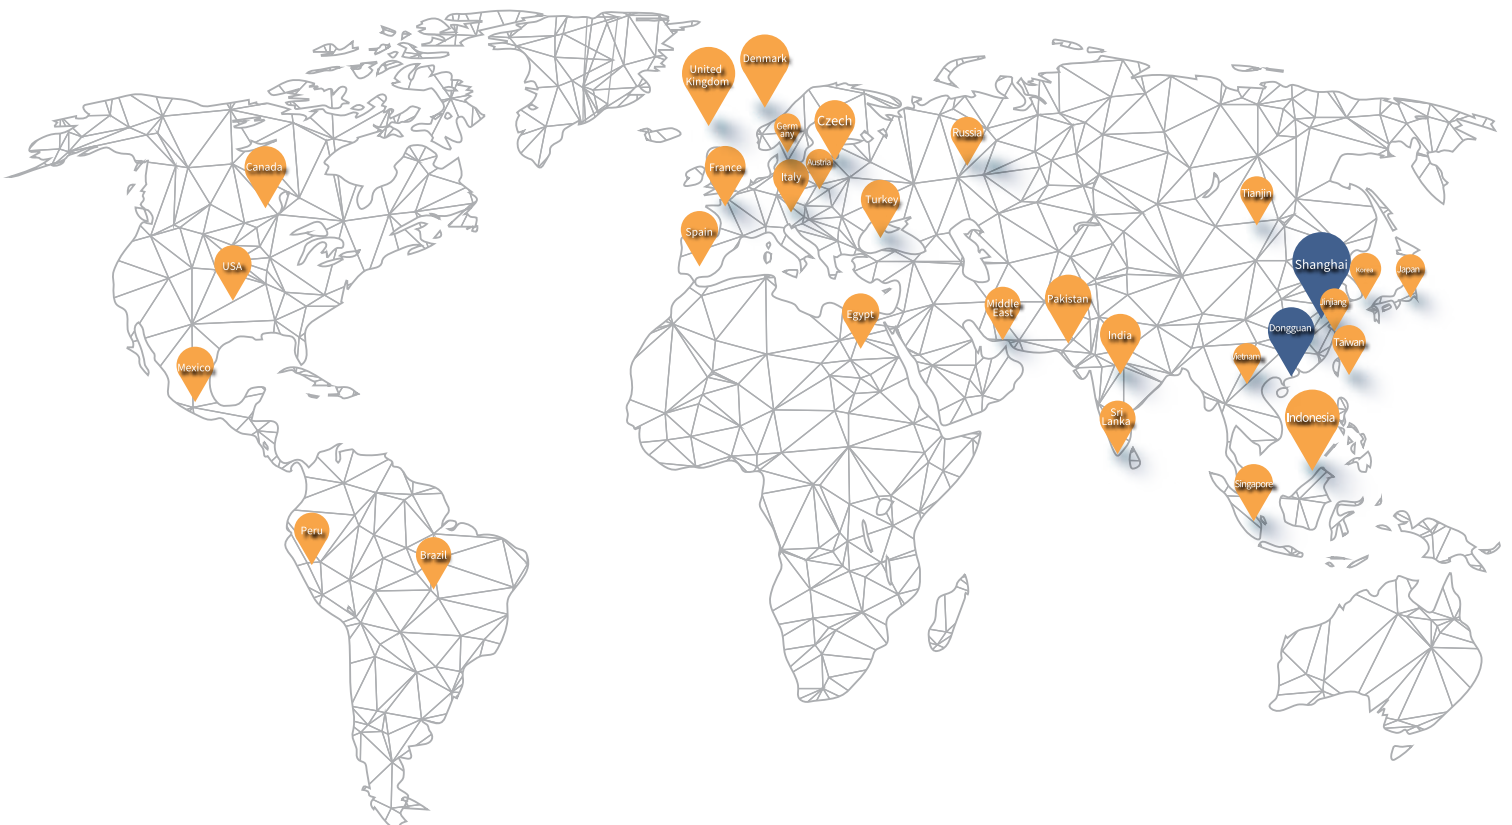 Denmark
United
Kingdom
Czech
Germ
any
Russia
Austria
France
Canada
Italy
Tianjin
Turkey
Spain
Shanghai
USA
Korea
Japan
Middle
East
Pakistan
Jinjiang
Egypt
Dongguan
India
Taiwan
Vietnam
Mexico
Sri
Lanka
Indonesia
Singapore
Peru
Brazil